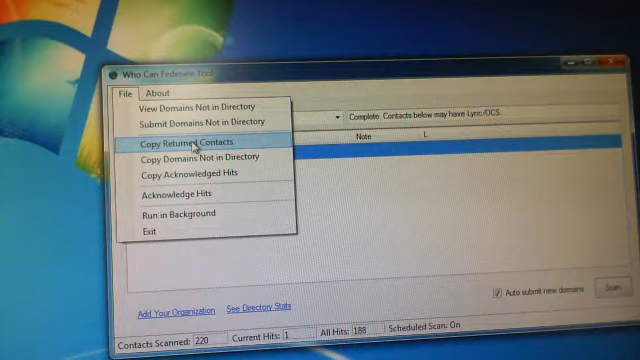 Who Can Federate Tool
File About
View Domains Not in Directory
Submit Domains Not in Directory
Complete. Contacts below may have Lync/OCS.
Copy Returned Contacts
Note L
Copy Domains Not in Directory
Copy Acknowledged Hits
Acknowledge Hits
Run in Background
Exit
Auto submit new domains Scan
Add Your Organization See Directory Stats
Contacts Scanned: 220 Current Hits: 1 All Hits: 188 Scheduled Scan: On